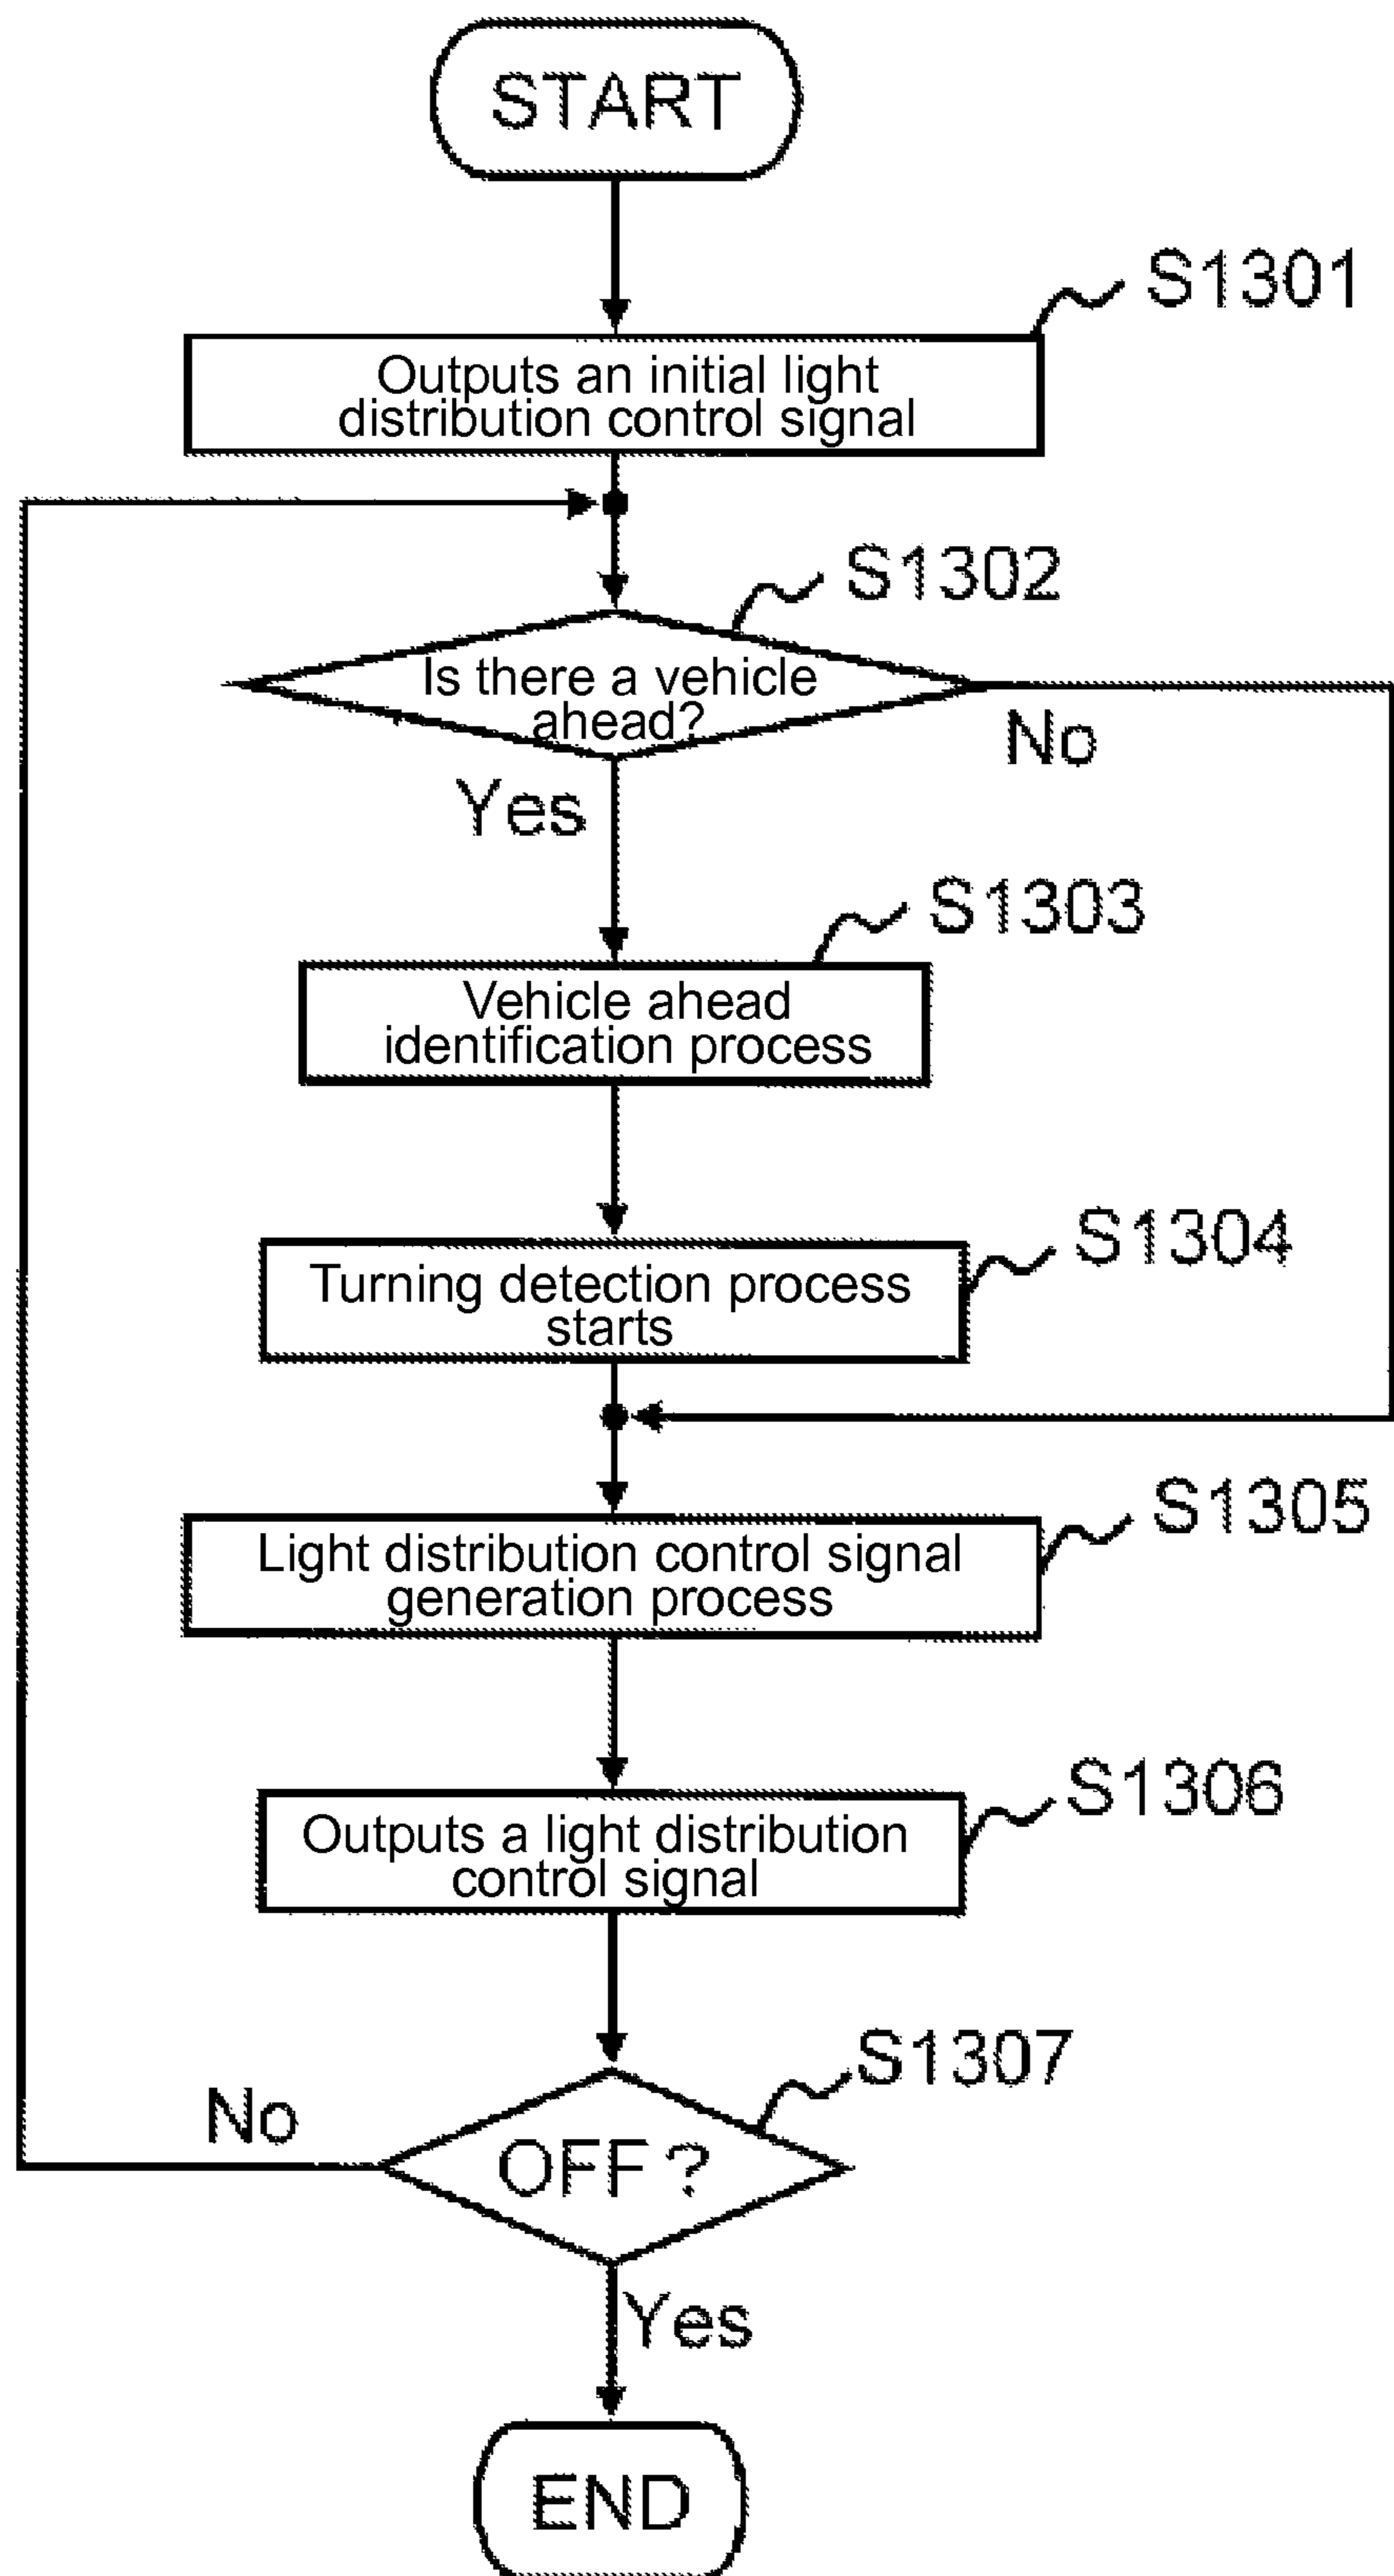 START
S1301
Outputs an initial light
distribution control signal
S1302
Is there a vehicle
ahead?
No
Yes
S1303
Vehicle ahead
identification process
S1304
Turning detection process
starts
S1305
Light distribution control signal
generation process
S1306
Outputs a light distribution
control signal
S1307
No
OFF ?
Yes
END